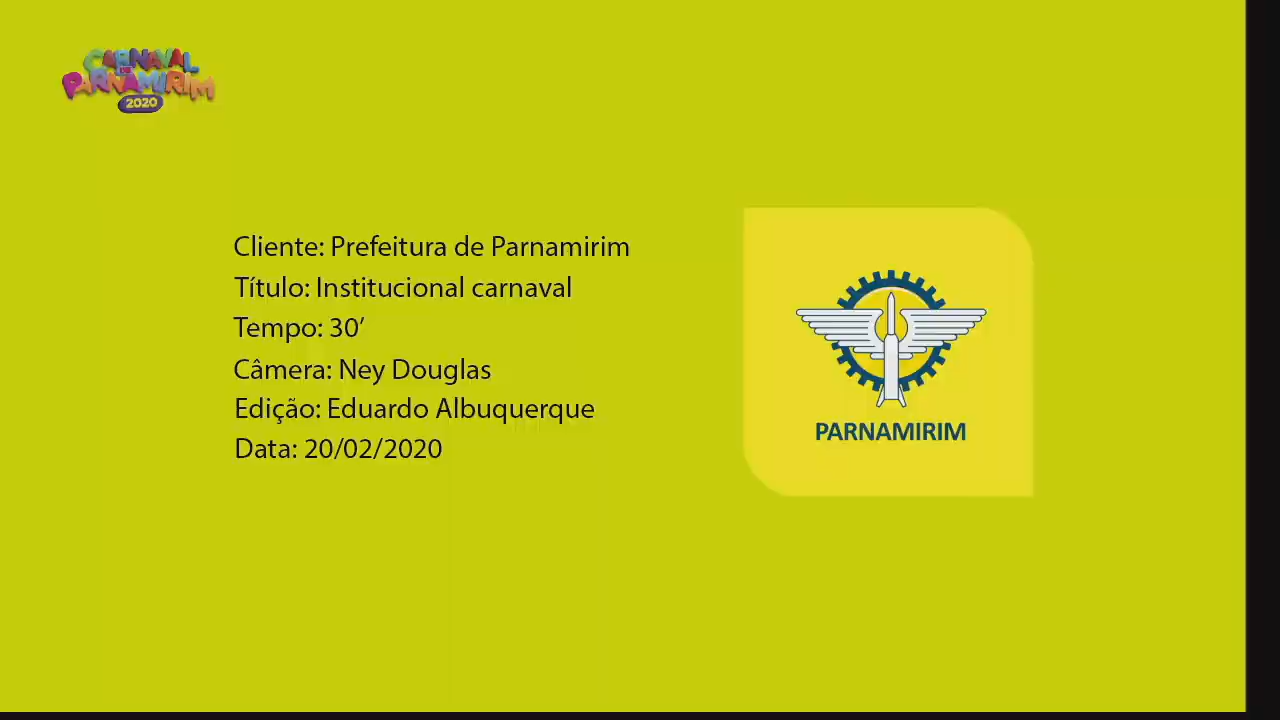 CARNAVAL
DE
PARNAMIRIM
2020
Cliente: Prefeitura de Parnamirim
Título: Institucional carnaval
Tempo: 30’
Câmera: Ney Douglas
Edição: Eduardo Albuquerque
Data: 20/02/2020
PARNAMIRIM